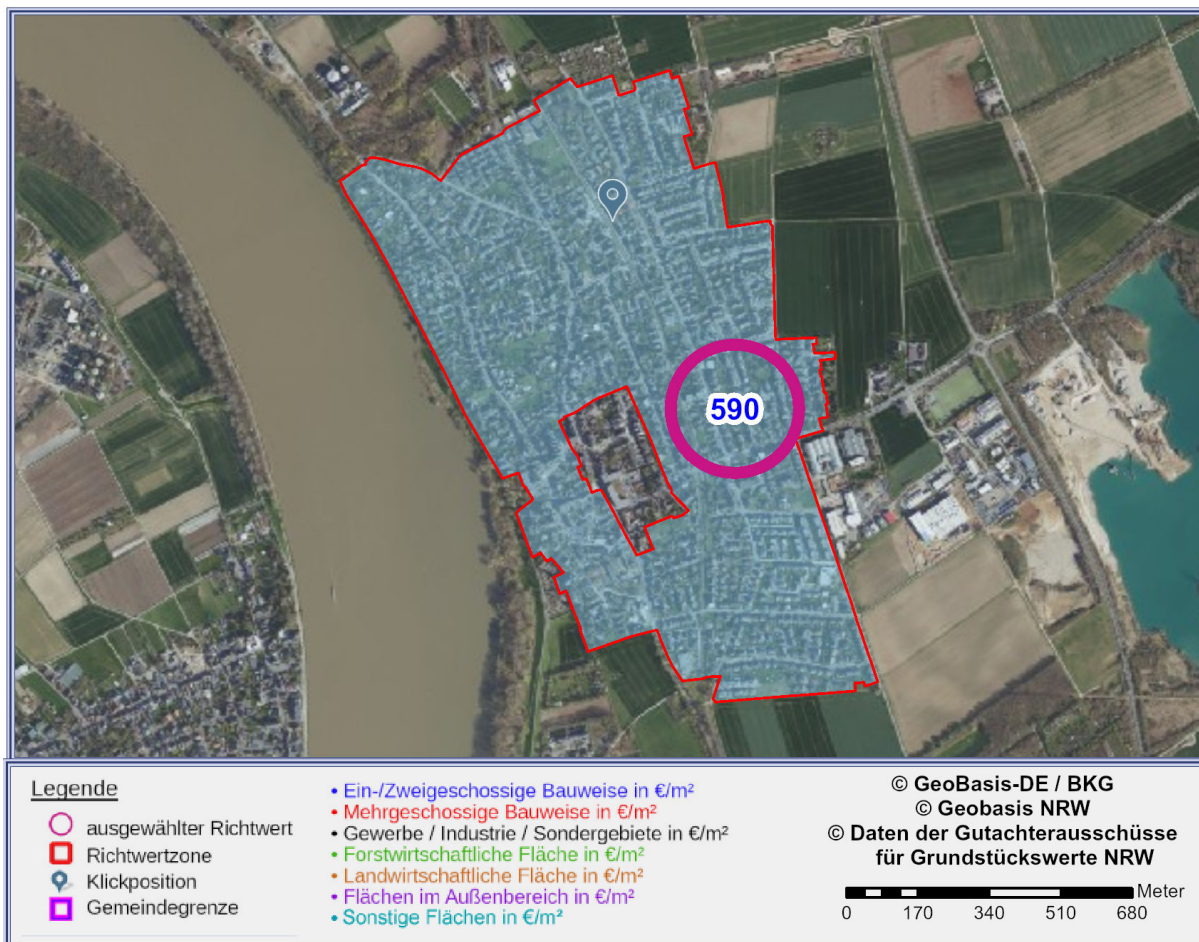 590
Legende
ausgewählter Richtwert
Richtwertzone
Klickposition
Gemeindegrenze
• Ein-/Zweigeschossige Bauweise in €/m²
• Mehrgeschossige Bauweise in €/m²
• Gewerbe / Industrie / Sondergebiete in €/m²
• Forstwirtschaftliche Fläche in €/m²
• Landwirtschaftliche Fläche in €/m²
• Flächen im Außenbereich in €/m²
• Sonstige Flächen in €/m²
© GeoBasis-DE / BKG
© Geobasis NRW
© Daten der Gutachterausschüsse
für Grundstückswerte NRW
Meter
0 170 340 510 680